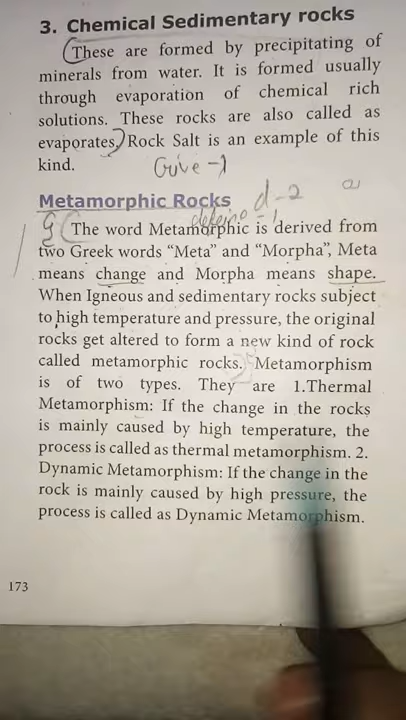 3. Chemical Sedimentary rocks
These are formed by precipitating of
minerals from water. It is formed usually
through evaporation of chemical rich
solutions. These rocks are also called as
evaporates. Rock Salt is an example of this
kind.
Give -1
Metamorphic Rocks
d-2
define -1
The word Metamorphic is derived from
two Greek words “Meta” and “Morpha”, Meta
means change and Morpha means shape.
When Igneous and sedimentary rocks subject
to high temperature and pressure, the original
rocks get altered to form a new kind of rock
called metamorphic rocks. Metamorphism
is of two types. They are 1.Thermal
Metamorphism: If the change in the rocks
is mainly caused by high temperature, the
process is called as thermal metamorphism. 2.
Dynamic Metamorphism: If the change in the
rock is mainly caused by high pressure, the
process is called as Dynamic Metamorphism.
173